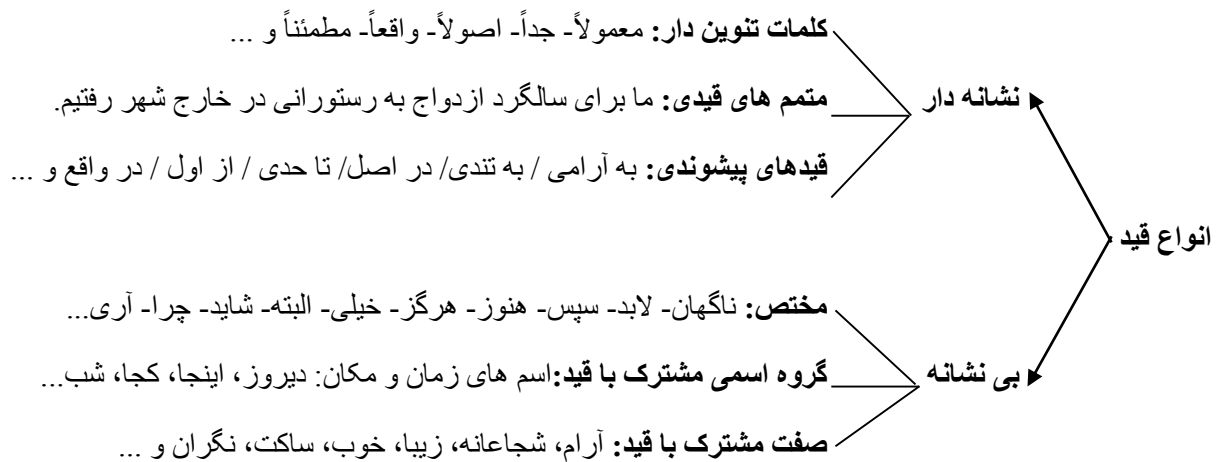 کلمات تنوین دار: معمولاً- جداً- اصولاً- واقعاً- مطمئناً و ...
نشانه دار
متمم های قیدی: ما برای سالگرد ازدواج به رستورانی در خارج شهر رفتیم.
قیدهای پیشوندی: به آرامی / به تندی/ در اصل/ تا حدی / از اول / در واقع و ...
انواع قید
مختص: ناگهان- لابد- سپس- هنوز- هرگز- خیلی- البته- شاید- چرا- آری...
بی نشانه
گروه اسمی مشترک با قید:اسم های زمان و مکان: دیروز، اینجا، کجا، شب...
صفت مشترک با قید: آرام، شجاعانه، زیبا، خوب، ساکت، نگران و ...